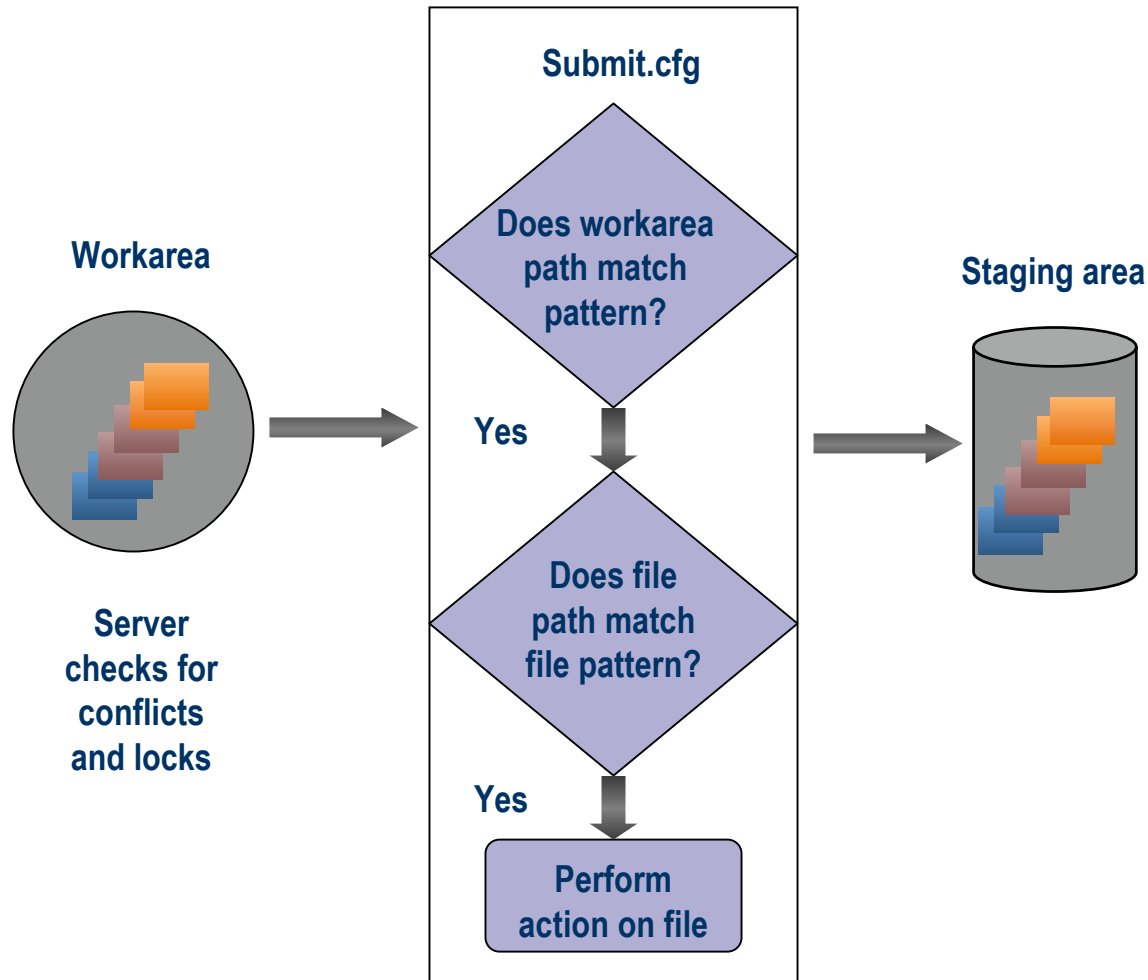 Submit.cfg
Does workarea
path match
pattern?
Workarea
Staging area
Yes
Does file
path match
file pattern?
Server
checks for
conflicts
and locks
Yes
Perform
action on file